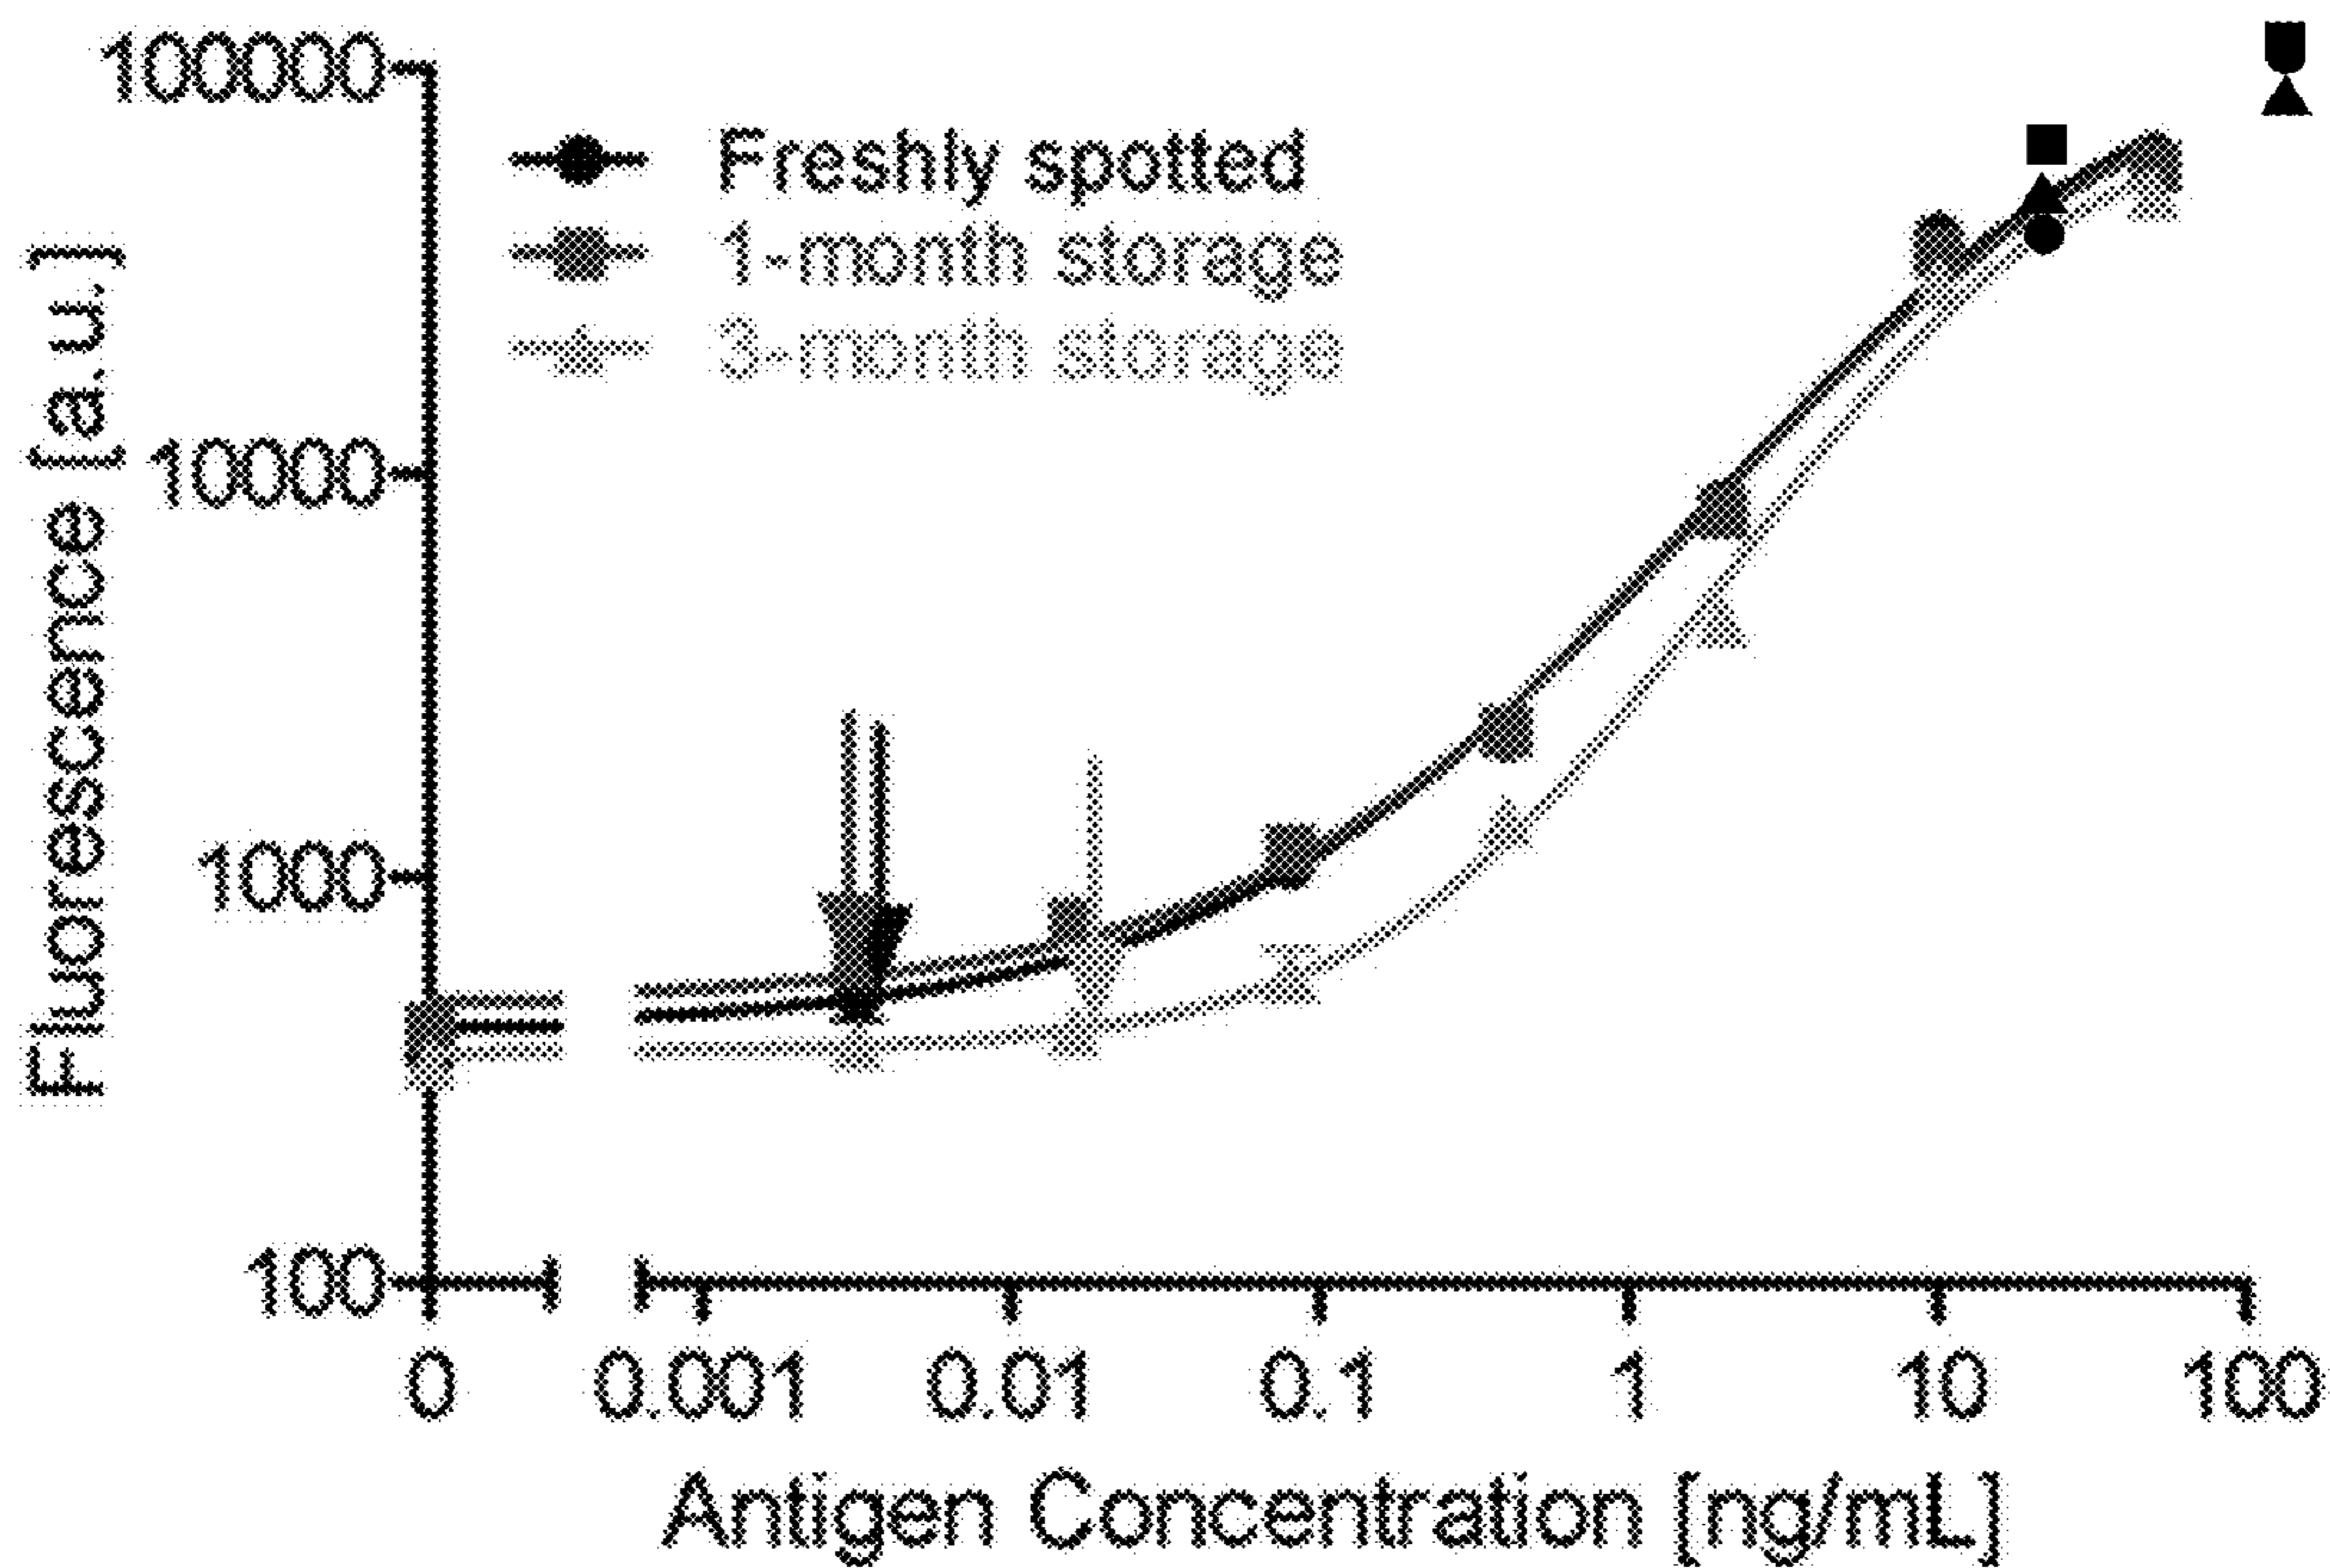 Fluorescence [a.u.]
100000
10000
1000
100
Freshly spotted
1-month storage
3-month storage
0 0.001 0.01 0.1 1 10 100
Antigen Concentration [ng/mL]